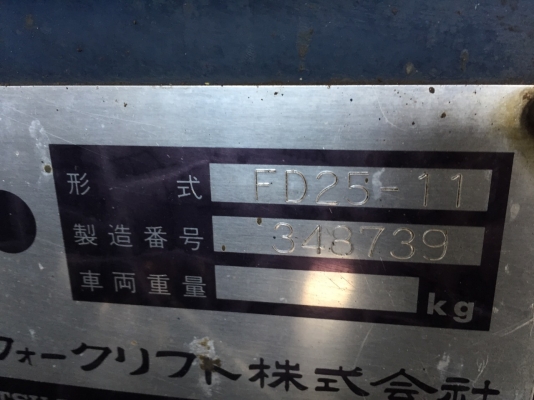 形式 FD25-11
製造番号 348739
車両重量 kg
フォークリフト株式会社